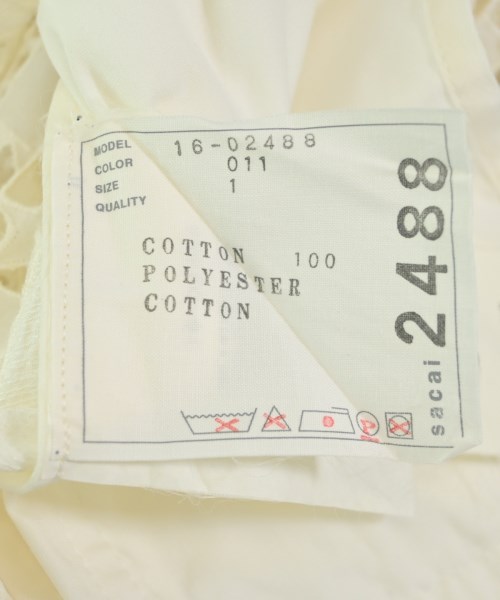 MODEL 16-02488
COLOR 011
SIZE 1
QUALITY
COTTON 100
POLYESTER
COTTON
sacai 2488